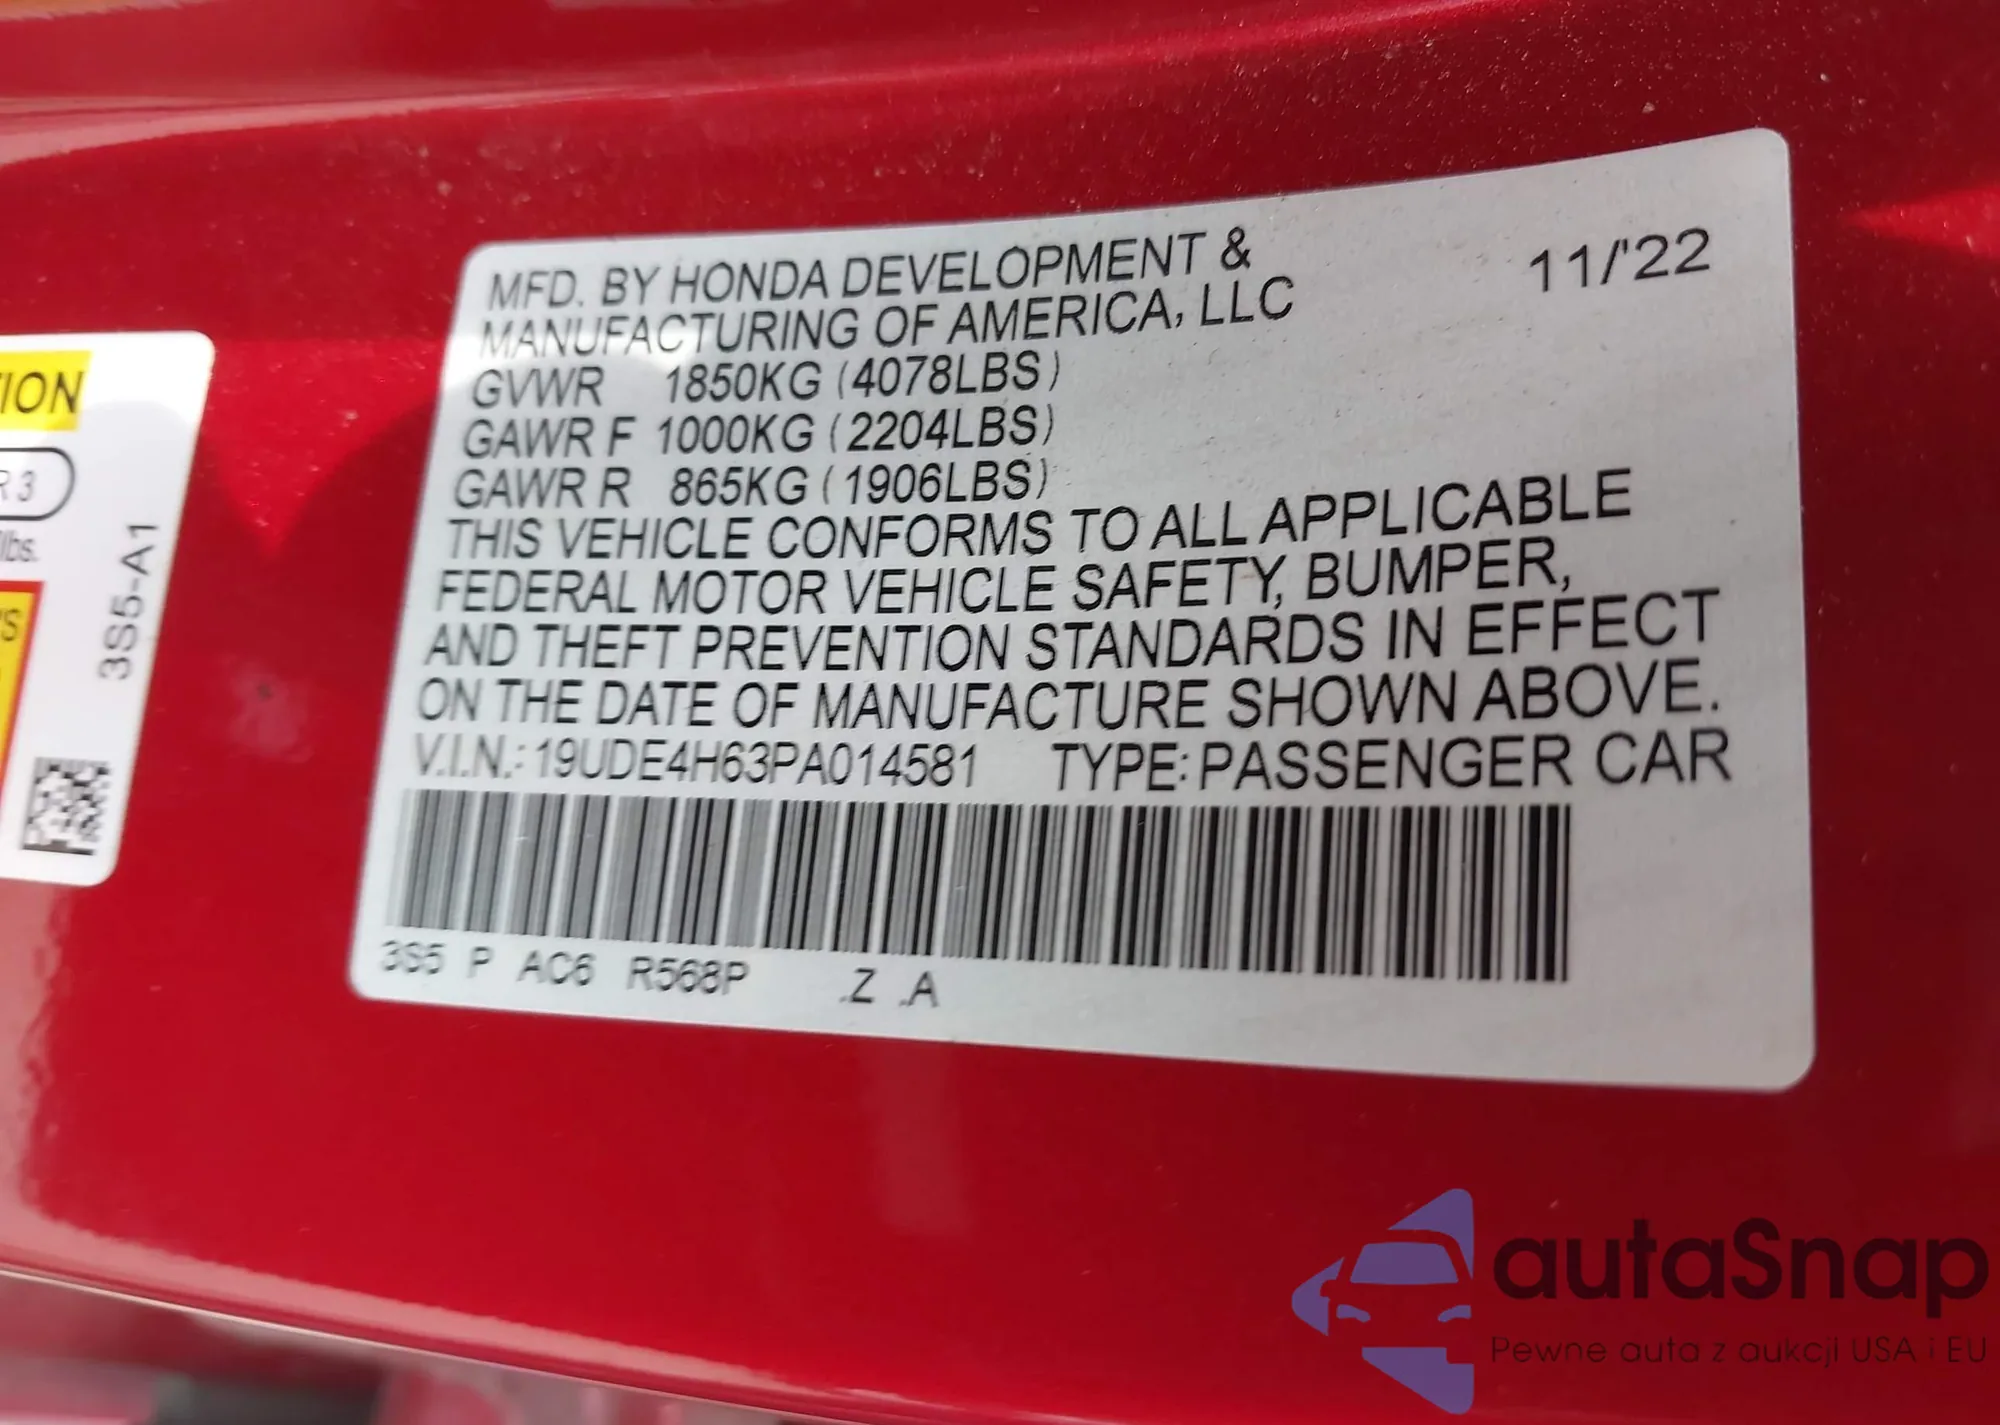 MFD. BY HONDA DEVELOPMENT &
MANUFACTURING OF AMERICA, LLC
11/'22
GVWR 1850KG (4078LBS)
GAWR F 1000KG (2204LBS)
GAWR R 865KG (1906LBS)
THIS VEHICLE CONFORMS TO ALL APPLICABLE
FEDERAL MOTOR VEHICLE SAFETY, BUMPER,
AND THEFT PREVENTION STANDARDS IN EFFECT
ON THE DATE OF MANUFACTURE SHOWN ABOVE.
V.I.N.: 19UDE4H63PA014581 TYPE: PASSENGER CAR
3S5 P AC6 R568P .Z .A
TION
R3
lbs.
'S
3S5-A1
autaSnap
Pewne auta z aukcji USA i EU